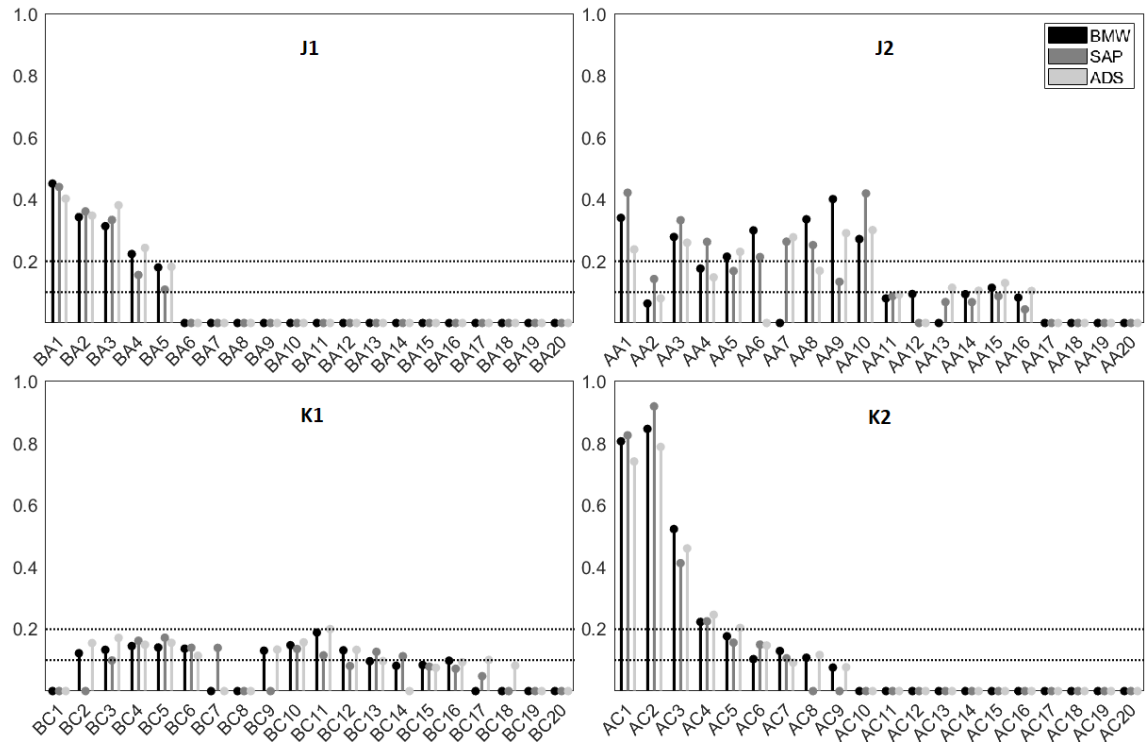 1.0
0.8
0.6
0.4
0.2
J1
BA1 BA2 BA3 BA4 BA5 BA6 BA7 BA8 BA9 BA10 BA11 BA12 BA13 BA14 BA15 BA16 BA17 BA18 BA19 BA20
1.0
0.8
0.6
0.4
0.2
J2
BMW
SAP
ADS
AA1 AA2 AA3 AA4 AA5 AA6 AA7 AA8 AA9 AA10 AA11 AA12 AA13 AA14 AA15 AA16 AA17 AA18 AA19 AA20
1.0
0.8
0.6
0.4
0.2
K1
BC1 BC2 BC3 BC4 BC5 BC6 BC7 BC8 BC9 BC10 BC11 BC12 BC13 BC14 BC15 BC16 BC17 BC18 BC19 BC20
1.0
0.8
0.6
0.4
0.2
K2
AC1 AC2 AC3 AC4 AC5 AC6 AC7 AC8 AC9 AC10 AC11 AC12 AC13 AC14 AC15 AC16 AC17 AC18 AC19 AC20